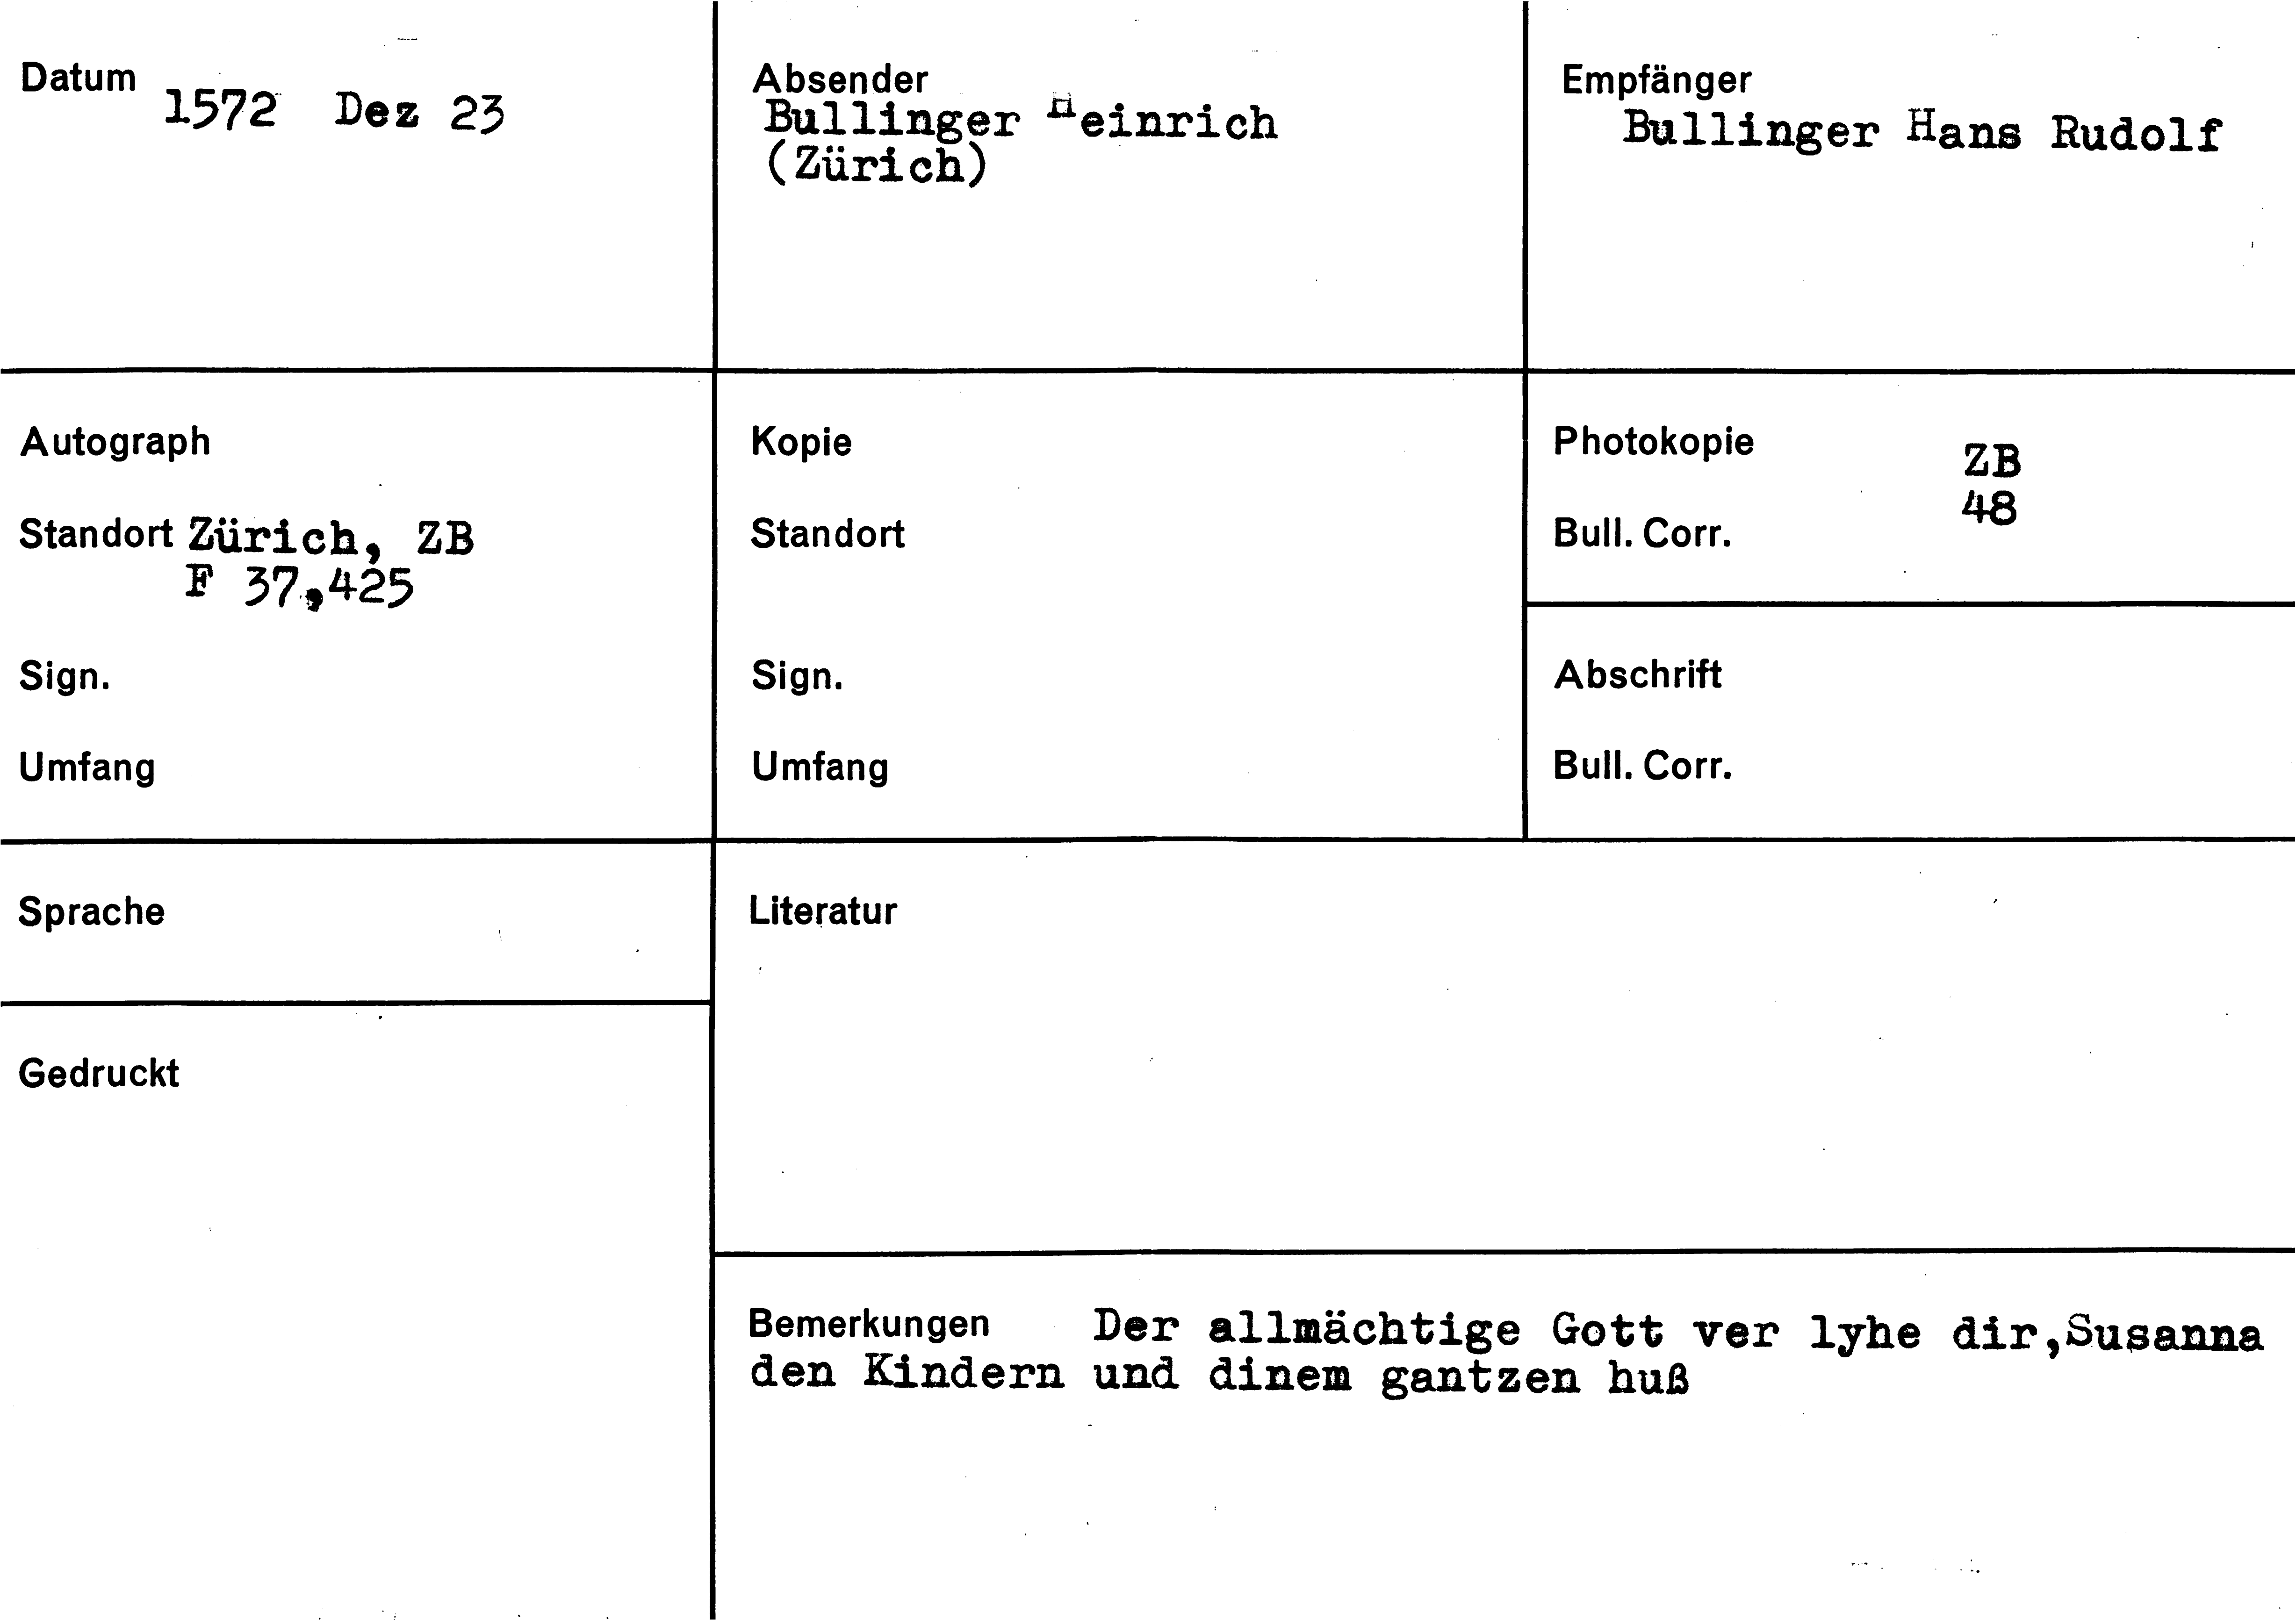 Datum 1572 Dez 23
Absender
Bullinger Heinrich
(Zürich)
Empfänger
Bullinger Hans Rudolf
Autograph
Standort Zürich, ZB
F 37,425
Sign.
Umfang
Kopie
Standort
Sign.
Umfang
Photokopie ZB
Bull. Corr. 48
Abschrift
Bull. Corr.
Sprache
Literatur
Gedruckt
Bemerkungen Der allmächtige Gott ver lyhe dir,Susanna
den Kindern und dinem gantzen huß